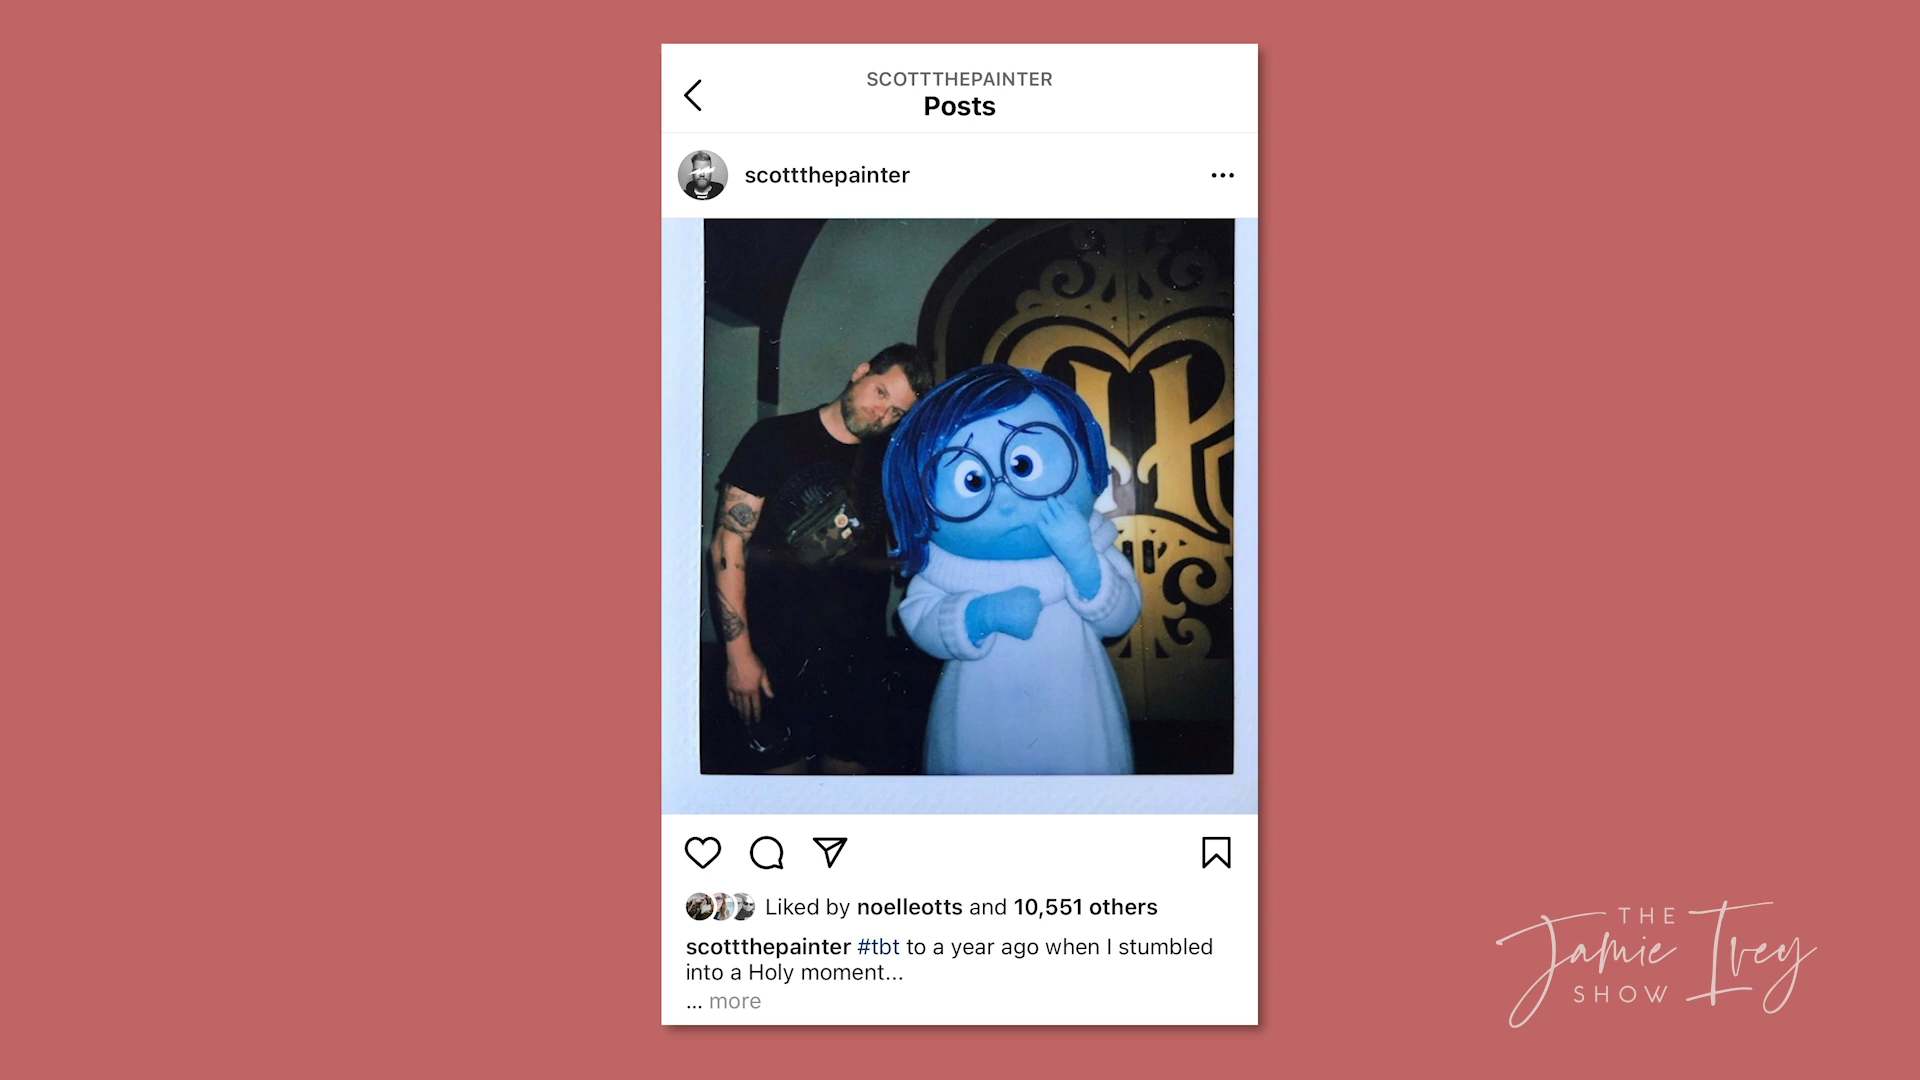 SCOTTTHEPAINTER
Posts
scottthepainter
Liked by noelleotts and 10,551 others
scottthepainter #tbt to a year ago when I stumbled
into a Holy moment...
... more
THE
Jamie Ivey
SHOW